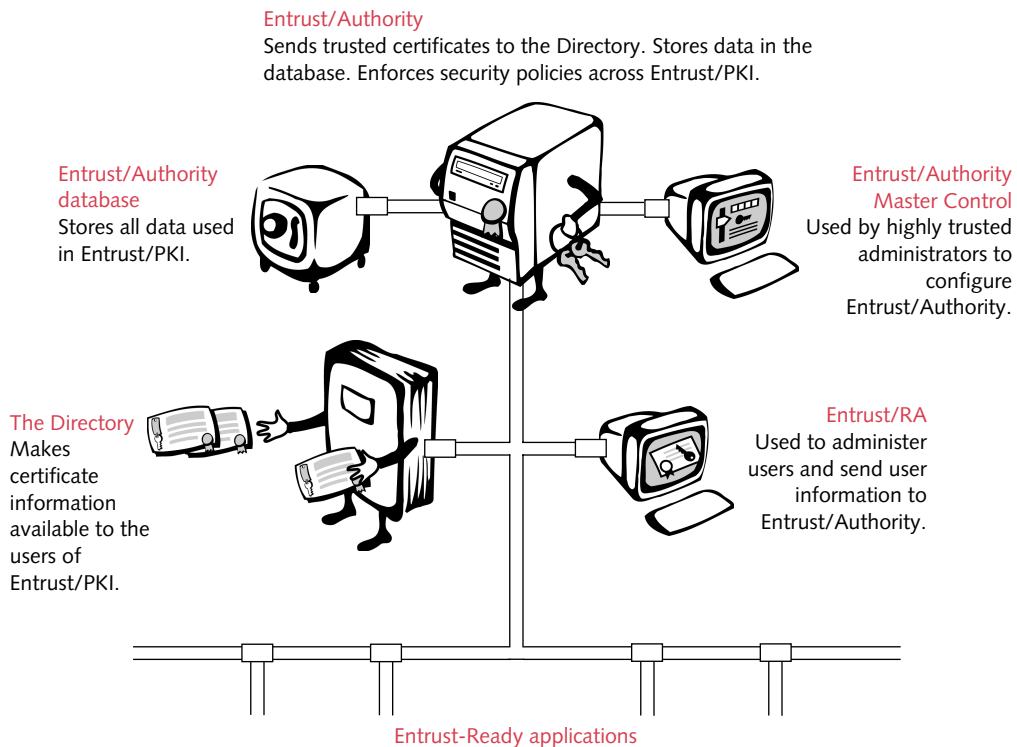 Entrust/Authority
Sends trusted certificates to the Directory. Stores data in the
database. Enforces security policies across Entrust/PKI.
Entrust/Authority
database
Stores all data used
in Entrust/PKI.
Entrust/Authority
Master Control
Used by highly trusted
administrators to
configure
Entrust/Authority.
The Directory
Makes
certificate
information
available to the
users of
Entrust/PKI.
Entrust/RA
Used to administer
users and send user
information to
Entrust/Authority.
Entrust-Ready applications